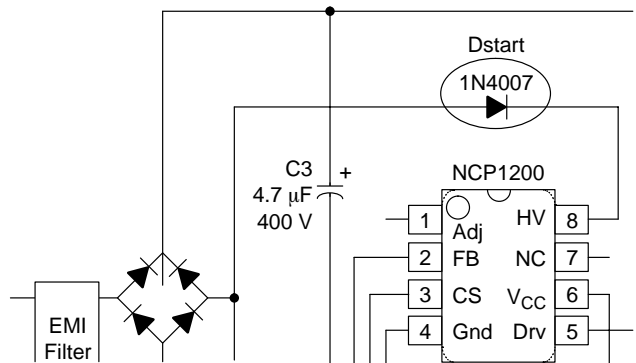 Dstart
1N4007
C3
+
4.7 μF
400 V
NCP1200
1
Adj
HV
8
2
FB
NC
7
3
CS
VCC
6
4
Gnd
Drv
5
EMI
Filter